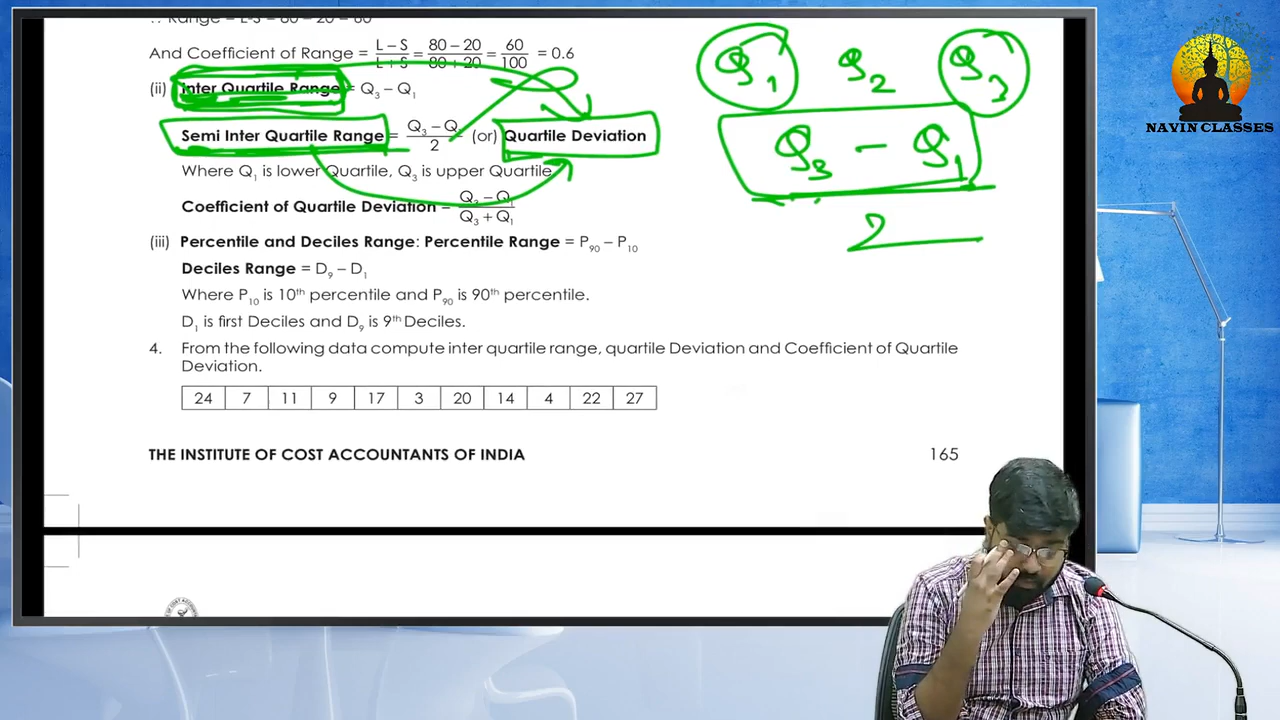 ∴ Range = L-S = 80 – 20 = 60
And Coefficient of Range = L – S / L + S = 80 – 20 / 80 + 20 = 60 / 100 = 0.6
(ii) Inter Quartile Range = Q3 – Q1
Semi Inter Quartile Range = Q3 – Q / 2 (or) Quartile Deviation
Where Q1 is lower Quartile, Q3 is upper Quartile
Coefficient of Quartile Deviation = Q3 – Q1 / Q3 + Q1
(iii) Percentile and Deciles Range: Percentile Range = P90 – P10
Deciles Range = D9 – D1
Where P10 is 10th percentile and P90 is 90th percentile.
D1 is first Deciles and D9 is 9th Deciles.
4. From the following data compute inter quartile range, quartile Deviation and Coefficient of Quartile
Deviation.
24 7 11 9 17 3 20 14 4 22 27
THE INSTITUTE OF COST ACCOUNTANTS OF INDIA 165
Q1 Q2 Q3
Q3 – Q1
2
NAVIN CLASSES